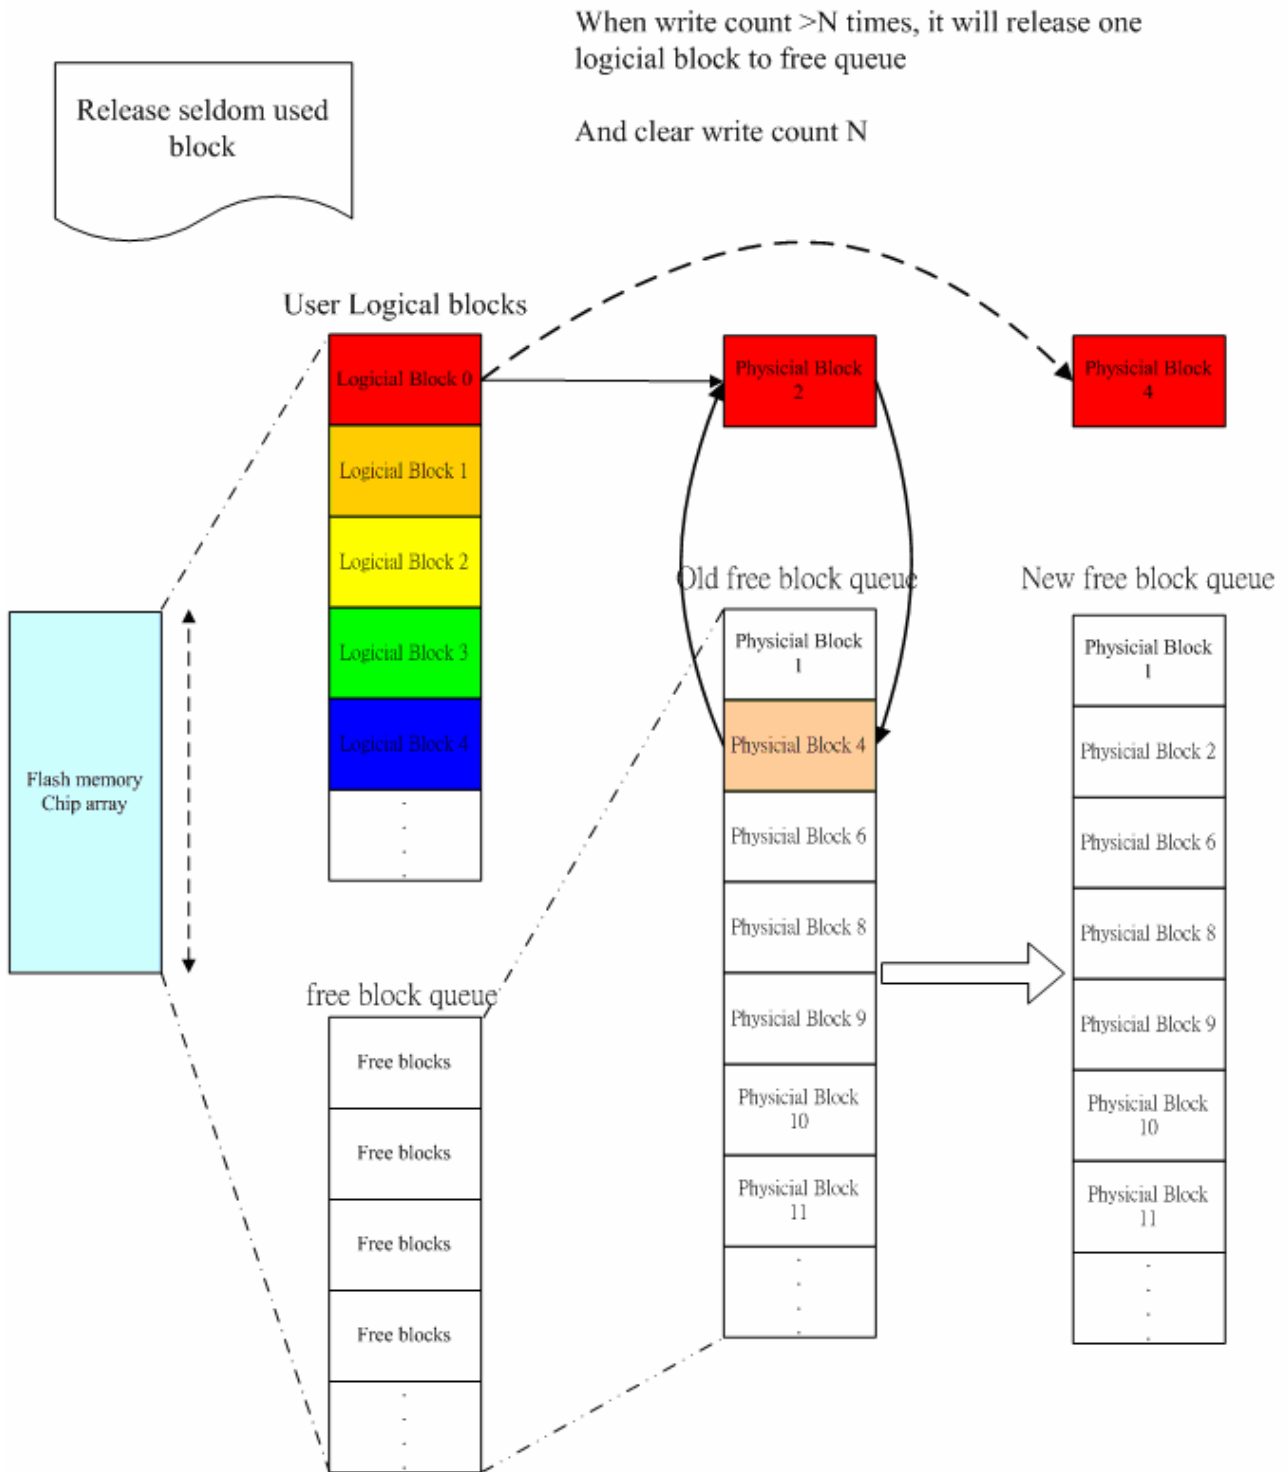 When write count >N times, it will release one
logicial block to free queue
And clear write count N
Release seldom used
block
User Logical blocks
Logicial Block 0
Logicial Block 1
Logicial Block 2
Logicial Block 3
Logicial Block 4
Physicial Block
2
Physicial Block
4
Flash memory
Chip array
free block queue
Free blocks
Free blocks
Free blocks
Free blocks
Old free block queue
Physicial Block
1
Physicial Block 4
Physicial Block 6
Physicial Block 8
Physicial Block 9
Physicial Block
10
Physicial Block
11
New free block queue
Physicial Block
1
Physicial Block 2
Physicial Block 6
Physicial Block 8
Physicial Block 9
Physicial Block
10
Physicial Block
11